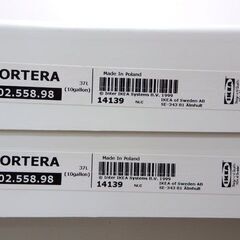 ORTERA
37L
(10gallon)
02.558.98
Made In Poland
© Inter IKEA Systems B.V. 1999
14139
NLC
IKEA of Sweden AB
SE-343 81 Älmhult
IKEA
ORTERA
37L
(10gallon)
02.558.98
Made In Poland
© Inter IKEA Systems B.V. 1999
14139
NLC
IKEA of Sweden AB
SE-343 81 Älmhult
IKEA